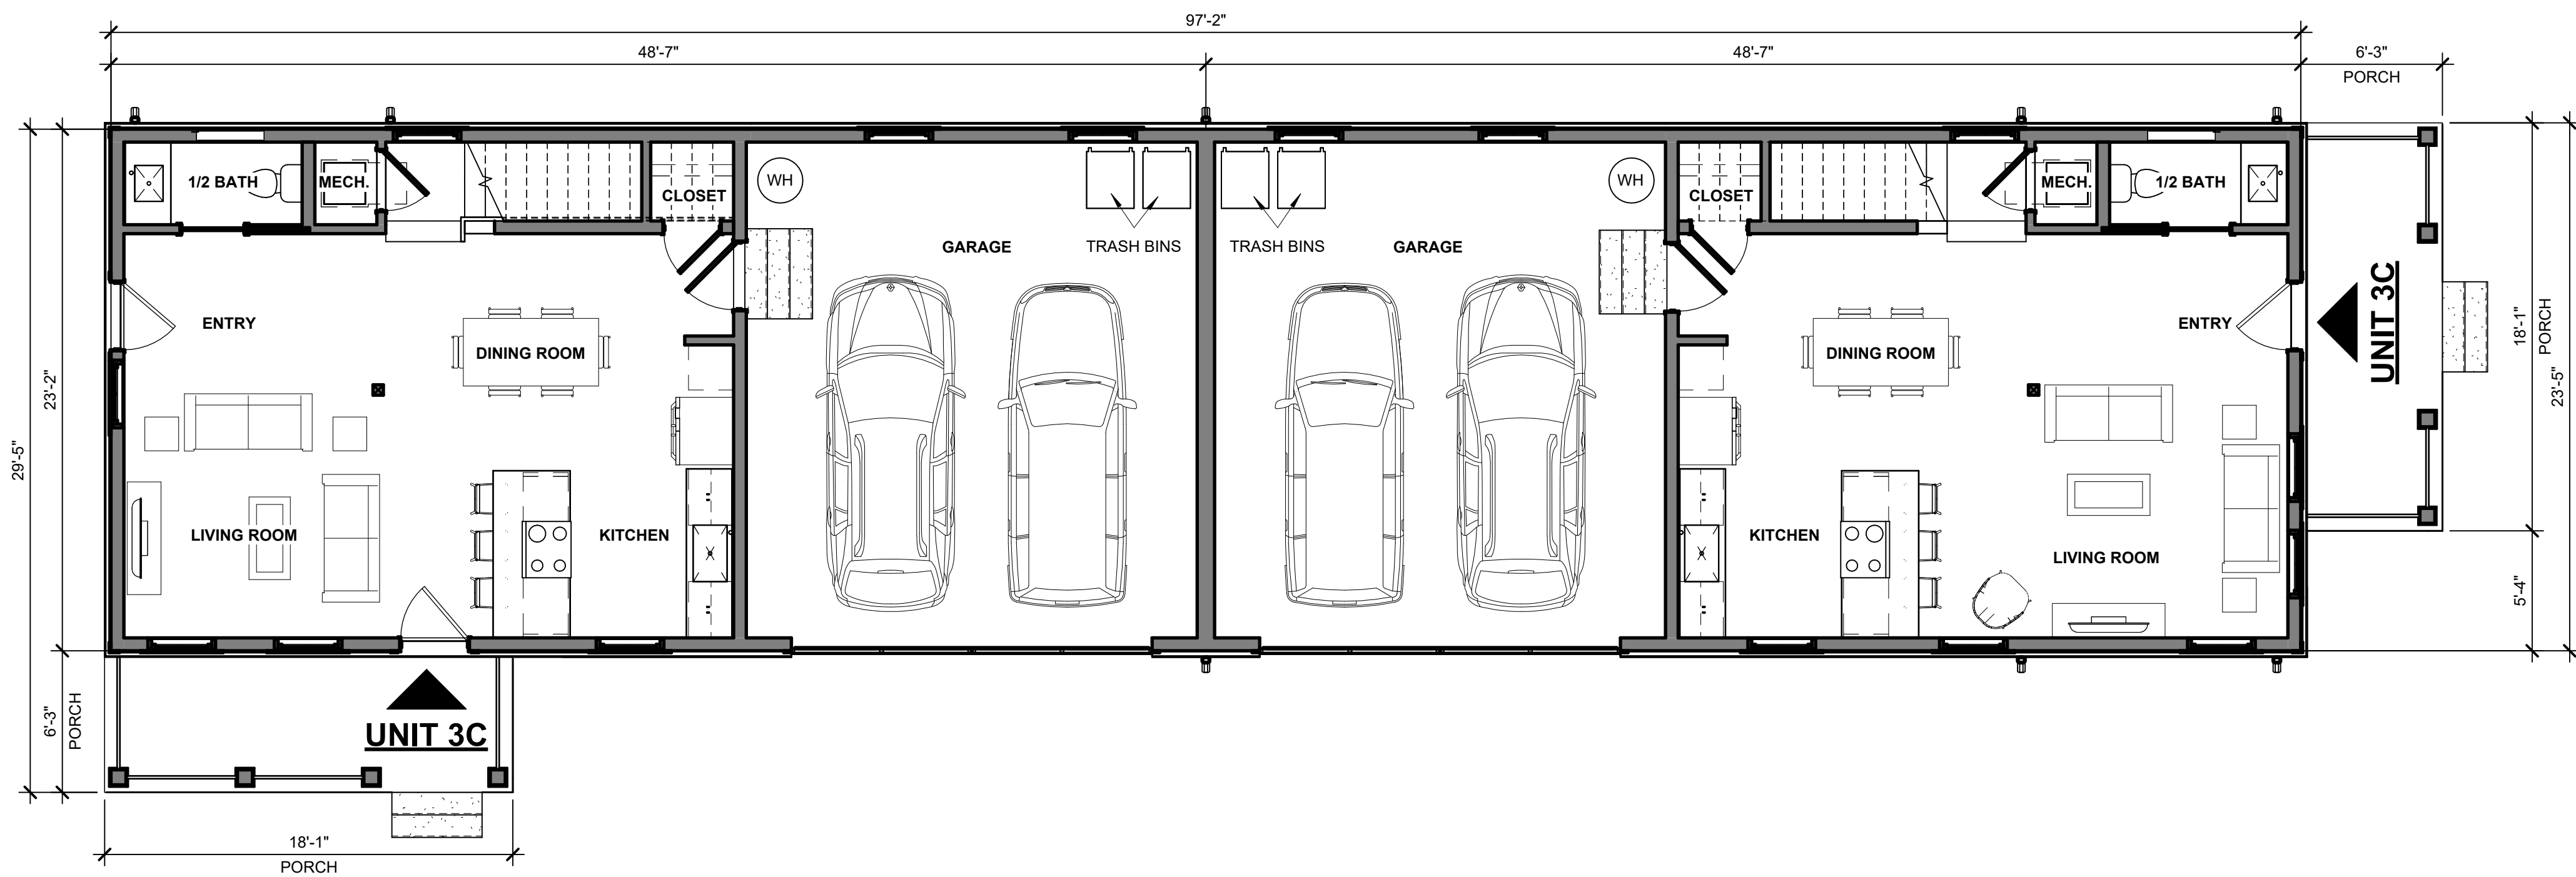 97'-2"
48'-7"
48'-7"
6'-3"
PORCH
1/2 BATH
MECH.
CLOSET
WH
GARAGE
TRASH BINS
TRASH BINS
GARAGE
WH
CLOSET
MECH.
1/2 BATH
ENTRY
DINING ROOM
DINING ROOM
ENTRY
UNIT 3C
18'-1"
PORCH
23'-5"
5'-4"
29'-5"
23'-2"
LIVING ROOM
KITCHEN
KITCHEN
LIVING ROOM
6'-3"
PORCH
UNIT 3C
18'-1"
PORCH